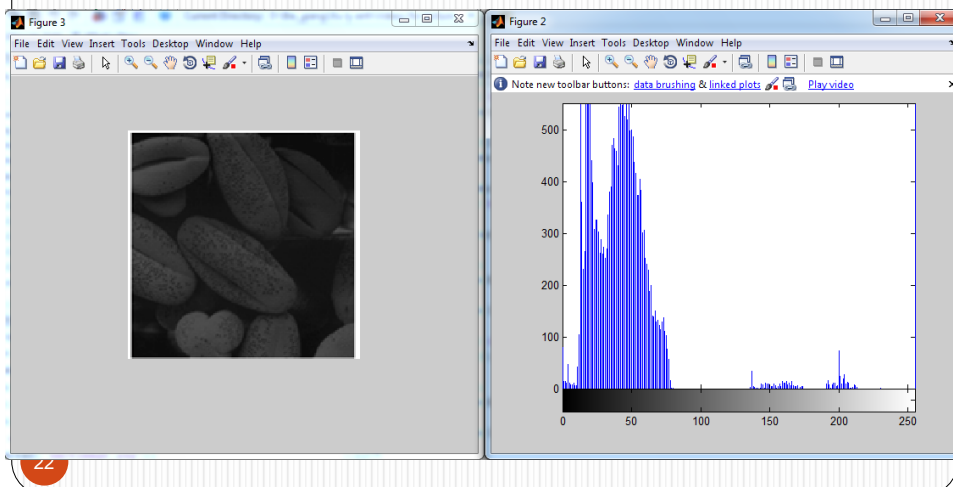 Figure 3
File Edit View Insert Tools Desktop Window Help
Figure 2
File Edit View Insert Tools Desktop Window Help
Note new toolbar buttons: data brushing & linked plots Play video
550
500
400
300
200
100
0
0 50 100 150 200 250
22